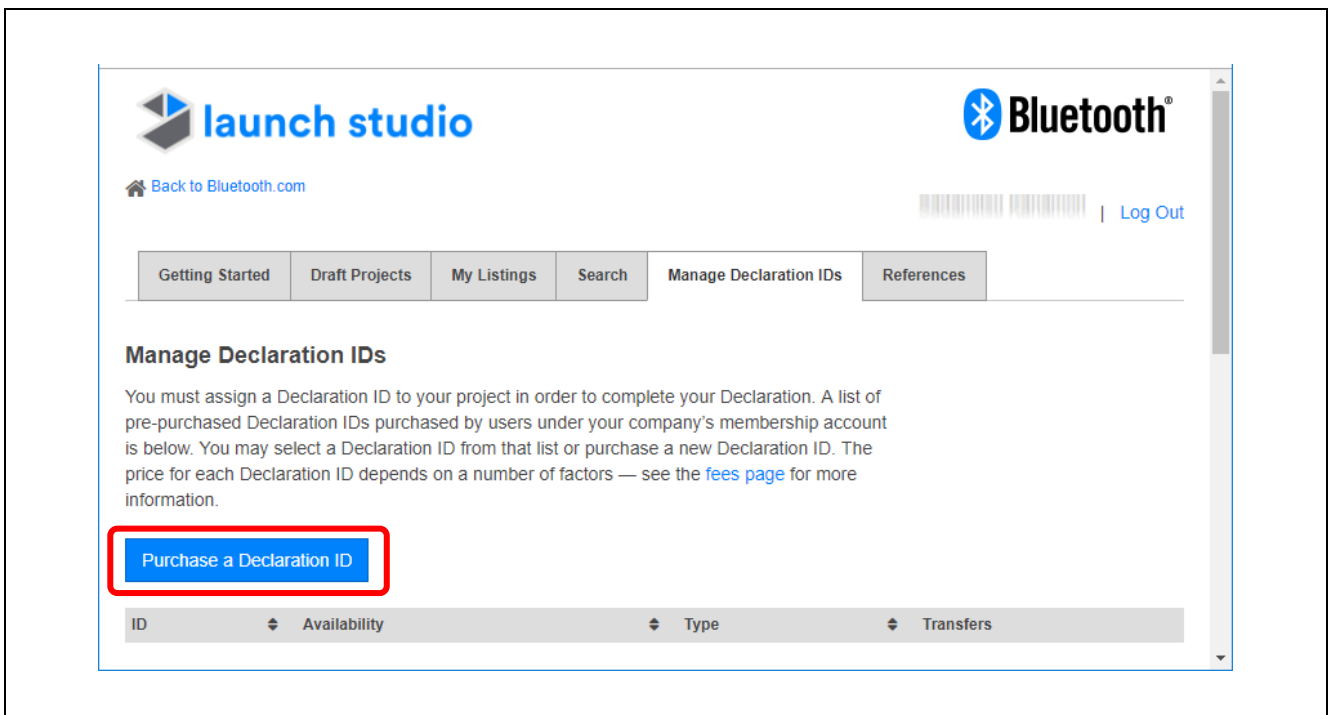 launch studio
Bluetooth®
Back to Bluetooth.com
| Log Out
Getting Started Draft Projects My Listings Search Manage Declaration IDs References
Manage Declaration IDs
You must assign a Declaration ID to your project in order to complete your Declaration. A list of
pre-purchased Declaration IDs purchased by users under your company’s membership account
is below. You may select a Declaration ID from that list or purchase a new Declaration ID. The
price for each Declaration ID depends on a number of factors — see the fees page for more
information.
Purchase a Declaration ID
ID Availability Type Transfers